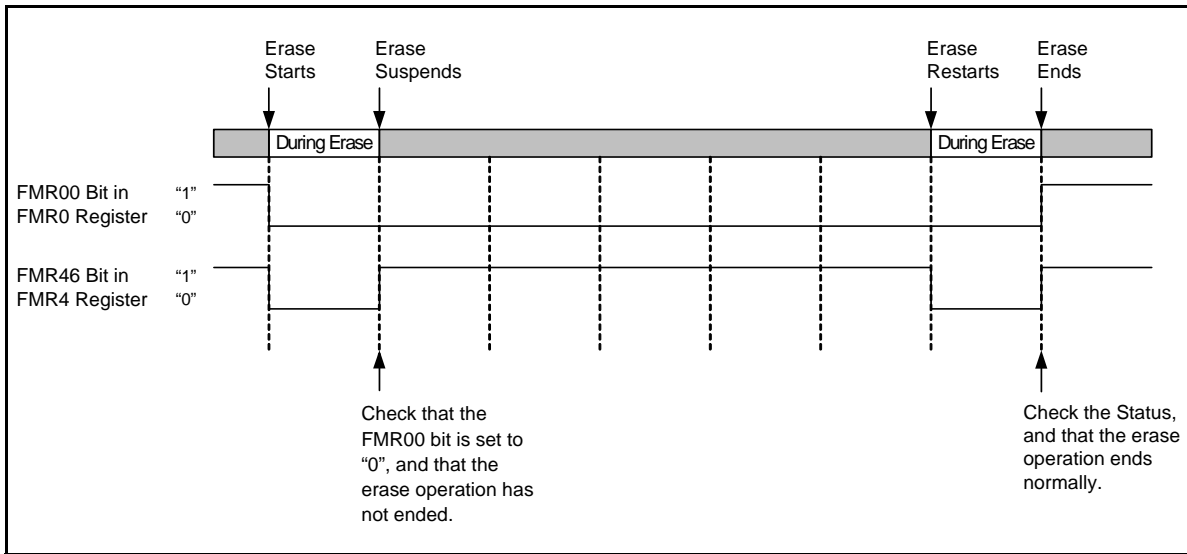 Erase
Starts
Erase
Suspends
Erase
Restarts
Erase
Ends
During Erase
During Erase
FMR00 Bit in “1”
FMR0 Register “0”
FMR46 Bit in “1”
FMR4 Register “0”
Check that the
FMR00 bit is set to
“0”, and that the
erase operation has
not ended.
Check the Status,
and that the erase
operation ends
normally.